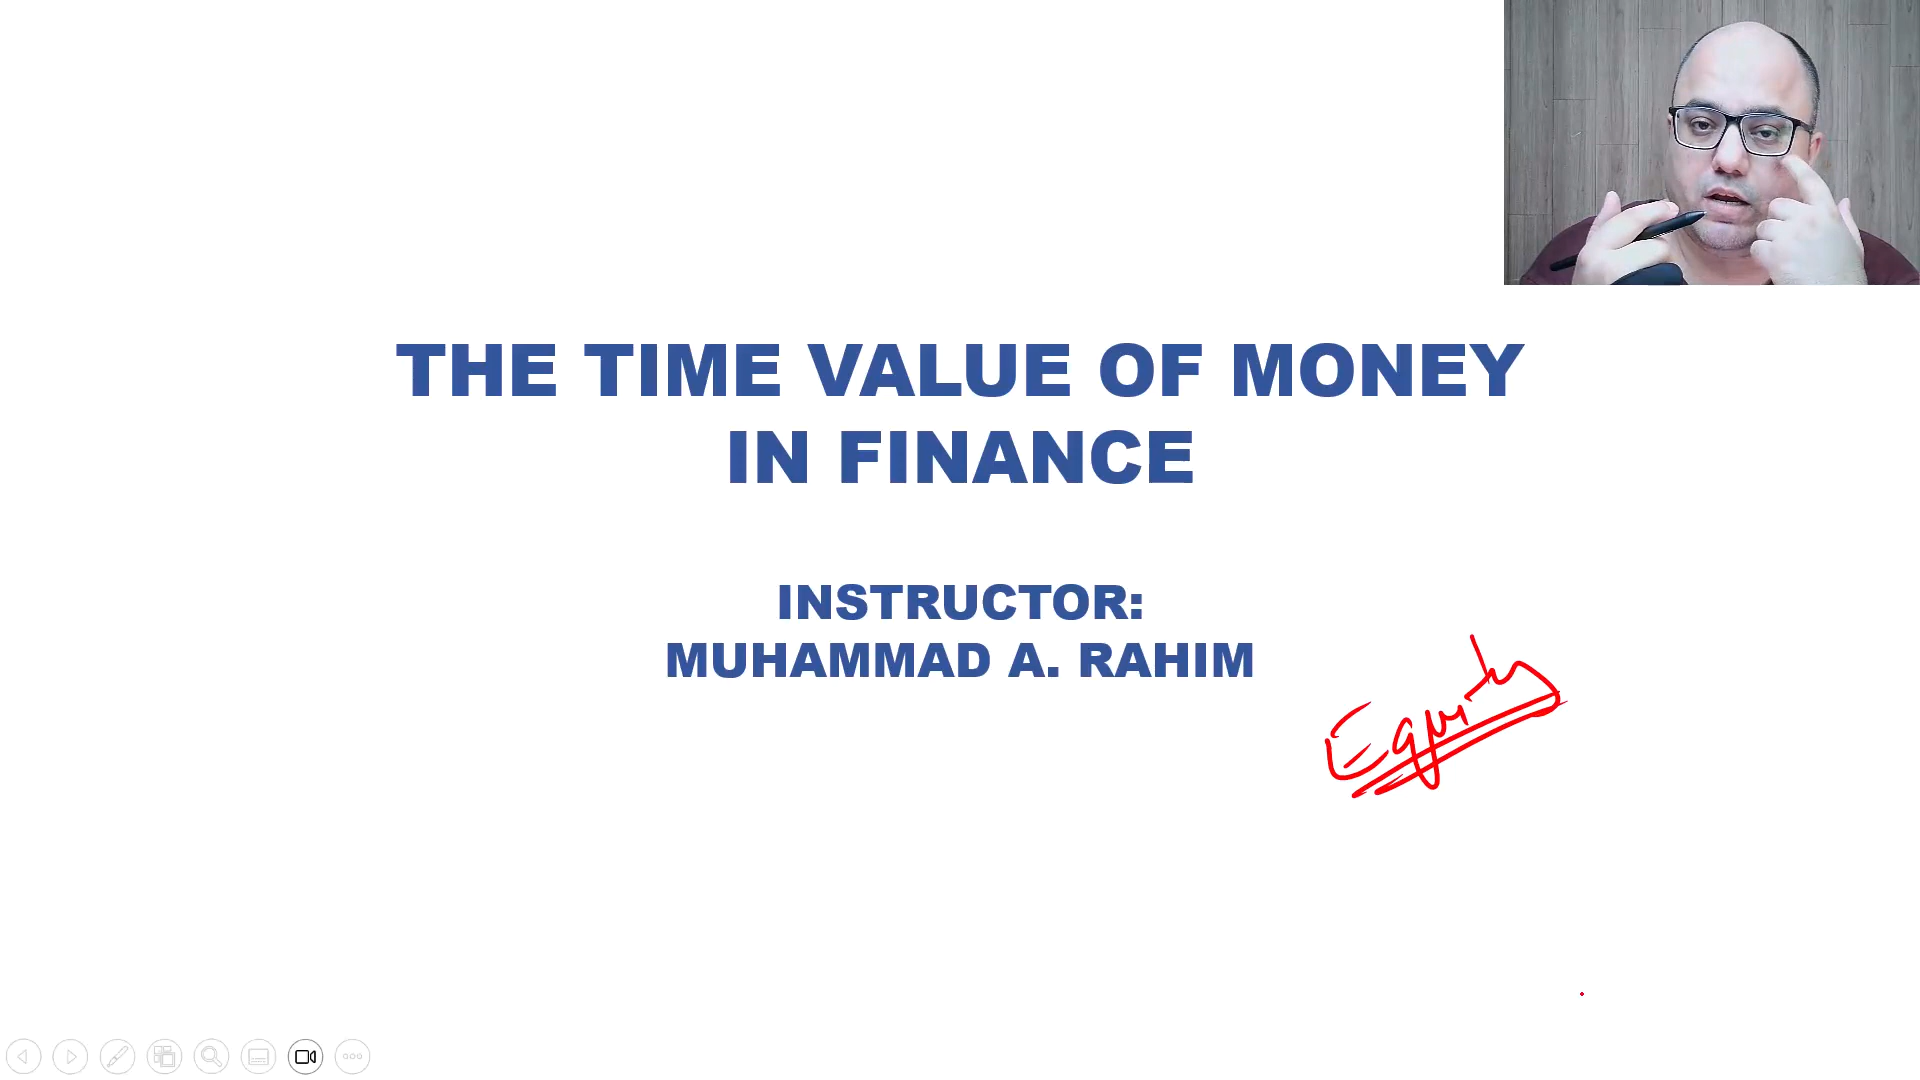 THE TIME VALUE OF MONEY
IN FINANCE
INSTRUCTOR:
MUHAMMAD A. RAHIM
Equity